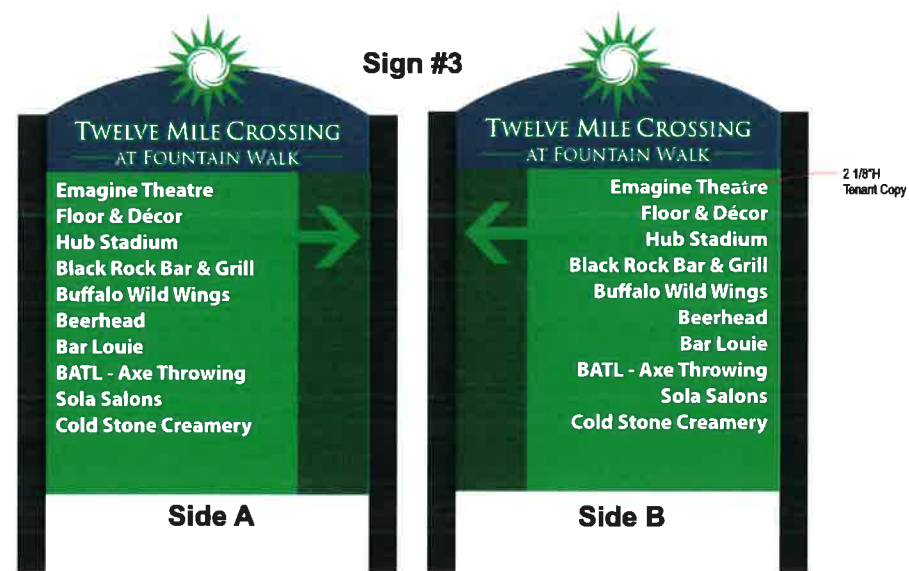 Sign #3
TWELVE MILE CROSSING
AT FOUNTAIN WALK
Emagine Theatre
Floor & Décor
Hub Stadium
Black Rock Bar & Grill
Buffalo Wild Wings
Beerhead
Bar Louie
BATL - Axe Throwing
Sola Salons
Cold Stone Creamery
Side A
TWELVE MILE CROSSING
AT FOUNTAIN WALK
Emagine Theatre
Floor & Décor
Hub Stadium
Black Rock Bar & Grill
Buffalo Wild Wings
Beerhead
Bar Louie
BATL - Axe Throwing
Sola Salons
Cold Stone Creamery
Side B
2 1/8"H
Tenant Copy